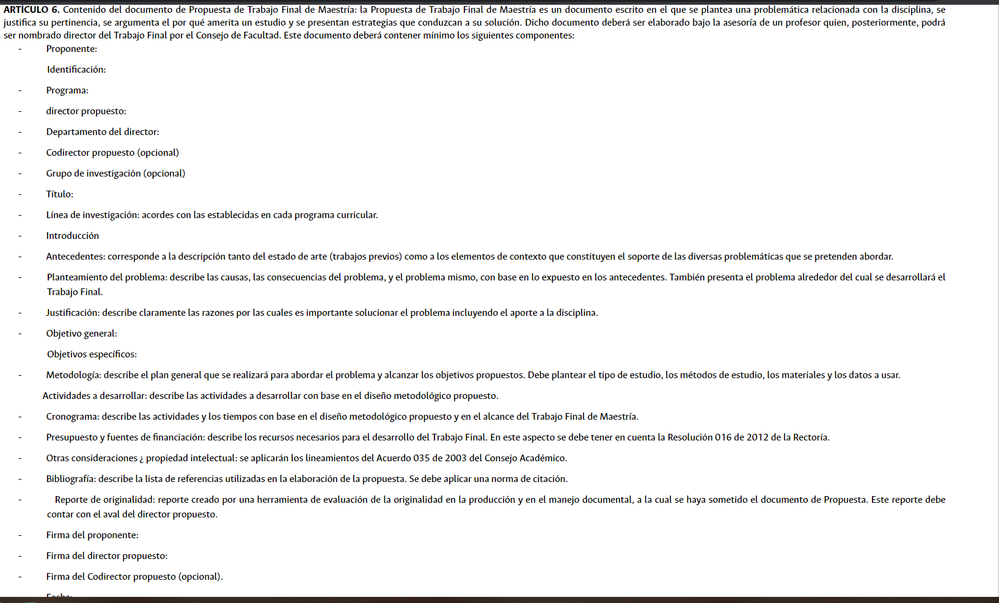 ARTÍCULO 6. Contenido del documento de Propuesta de Trabajo Final de Maestría: la Propuesta de Trabajo Final de Maestría es un documento escrito en el que se plantea una problemática relacionada con la disciplina, se
justifica su pertinencia, se argumenta el por qué amerita un estudio y se presentan estrategias que conduzcan a su solución. Dicho documento deberá ser elaborado bajo la asesoría de un profesor quien, posteriormente, podrá
ser nombrado director del Trabajo Final por el Consejo de Facultad. Este documento deberá contener mínimo los siguientes componentes:
- Proponente:
Identificación:
- Programa:
- director propuesto:
- Departamento del director:
- Codirector propuesto (opcional)
- Grupo de investigación (opcional)
- Título:
- Línea de investigación: acordes con las establecidas en cada programa curricular.
- Introducción
- Antecedentes: corresponde a la descripción tanto del estado de arte (trabajos previos) como a los elementos de contexto que constituyen el soporte de las diversas problemáticas que se pretenden abordar.
- Planteamiento del problema: describe las causas, las consecuencias del problema, y el problema mismo, con base en lo expuesto en los antecedentes. También presenta el problema alrededor del cual se desarrollará el
Trabajo Final.
- Justificación: describe claramente las razones por las cuales es importante solucionar el problema incluyendo el aporte a la disciplina.
- Objetivo general:
Objetivos específicos:
- Metodología: describe el plan general que se realizará para abordar el problema y alcanzar los objetivos propuestos. Debe plantear el tipo de estudio, los métodos de estudio, los materiales y los datos a usar.
Actividades a desarrollar: describe las actividades a desarrollar con base en el diseño metodológico propuesto.
- Cronograma: describe las actividades y los tiempos con base en el diseño metodológico propuesto y en el alcance del Trabajo Final de Maestría.
- Presupuesto y fuentes de financiación: describe los recursos necesarios para el desarrollo del Trabajo Final. En este aspecto se debe tener en cuenta la Resolución 016 de 2012 de la Rectoría.
- Otras consideraciones ¿ propiedad intelectual: se aplicarán los lineamientos del Acuerdo 035 de 2003 del Consejo Académico.
- Bibliografía: describe la lista de referencias utilizadas en la elaboración de la propuesta. Se debe aplicar una norma de citación.
- Reporte de originalidad: reporte creado por una herramienta de evaluación de la originalidad en la producción y en el manejo documental, a la cual se haya sometido el documento de Propuesta. Este reporte debe
contar con el aval del director propuesto.
- Firma del proponente:
- Firma del director propuesto:
- Firma del Codirector propuesto (opcional).
Fecha: